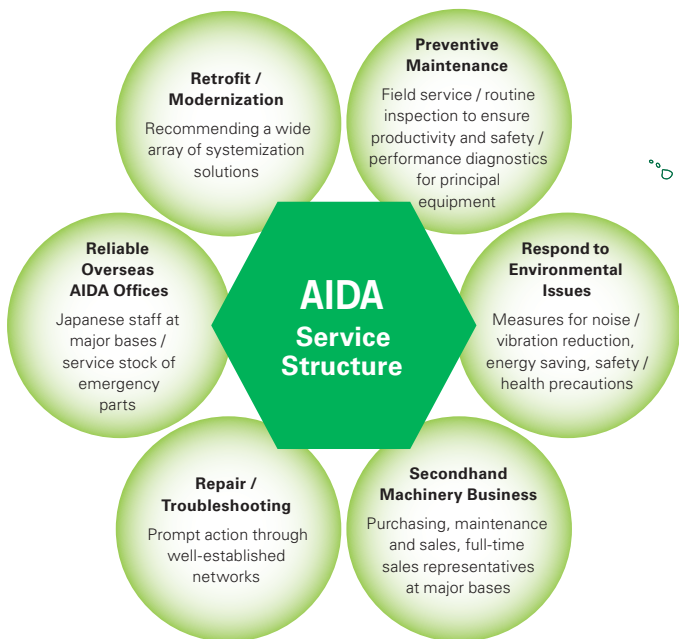 Retrofit /
Modernization
Recommending a wide
array of systemization
solutions
Preventive
Maintenance
Field service / routine
inspection to ensure
productivity and safety /
performance diagnostics
for principal
equipment
Reliable
Overseas
AIDA Offices
Japanese staff at
major bases /
service stock of
emergency
parts
AIDA
Service
Structure
Respond to
Environmental
Issues
Measures for noise /
vibration reduction,
energy saving, safety /
health precautions
Repair /
Troubleshooting
Prompt action through
well-established
networks
Secondhand
Machinery Business
Purchasing, maintenance
and sales, full-time
sales representatives
at major bases